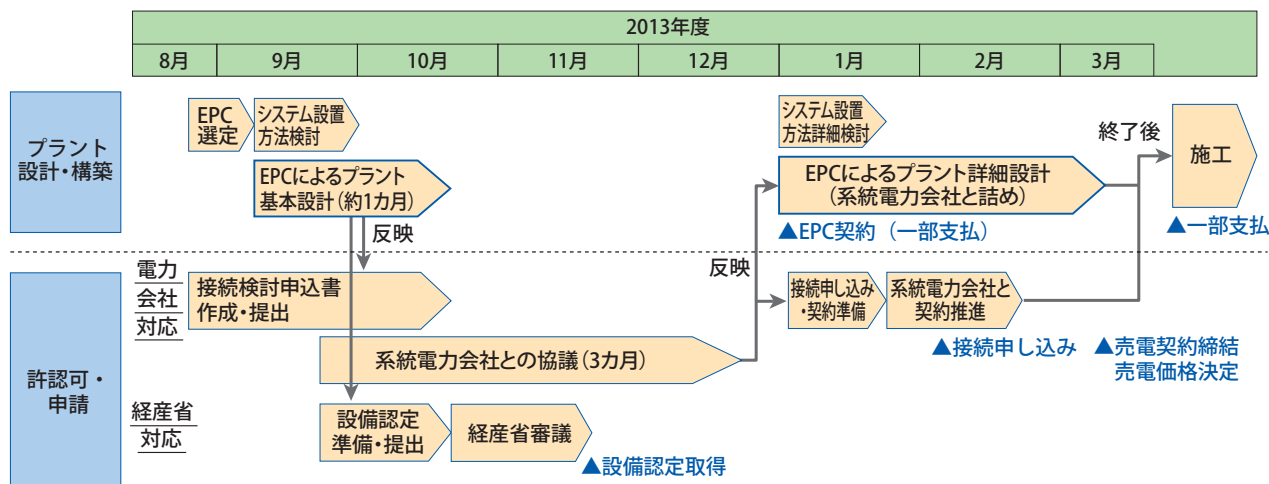 2013年度
8月
9月
10月
11月
12月
1月
2月
3月
プラント
設計・構築
EPC
選定
システム設置
方法検討
EPCによるプラント
基本設計（約1カ月）
反映
システム設置
方法詳細検討
EPCによるプラント詳細設計
（系統電力会社と詰め）
▲EPC契約（一部支払）
終了後
施工
▲一部支払
許認可・
申請
電力
会社
対応
接続検討申込書
作成・提出
系統電力会社との協議（3カ月）
反映
接続申し込み
・契約準備
系統電力会社と
契約推進
▲接続申し込み
▲売電契約締結
売電価格決定
経産省
対応
設備認定
準備・提出
経産省審議
▲設備認定取得